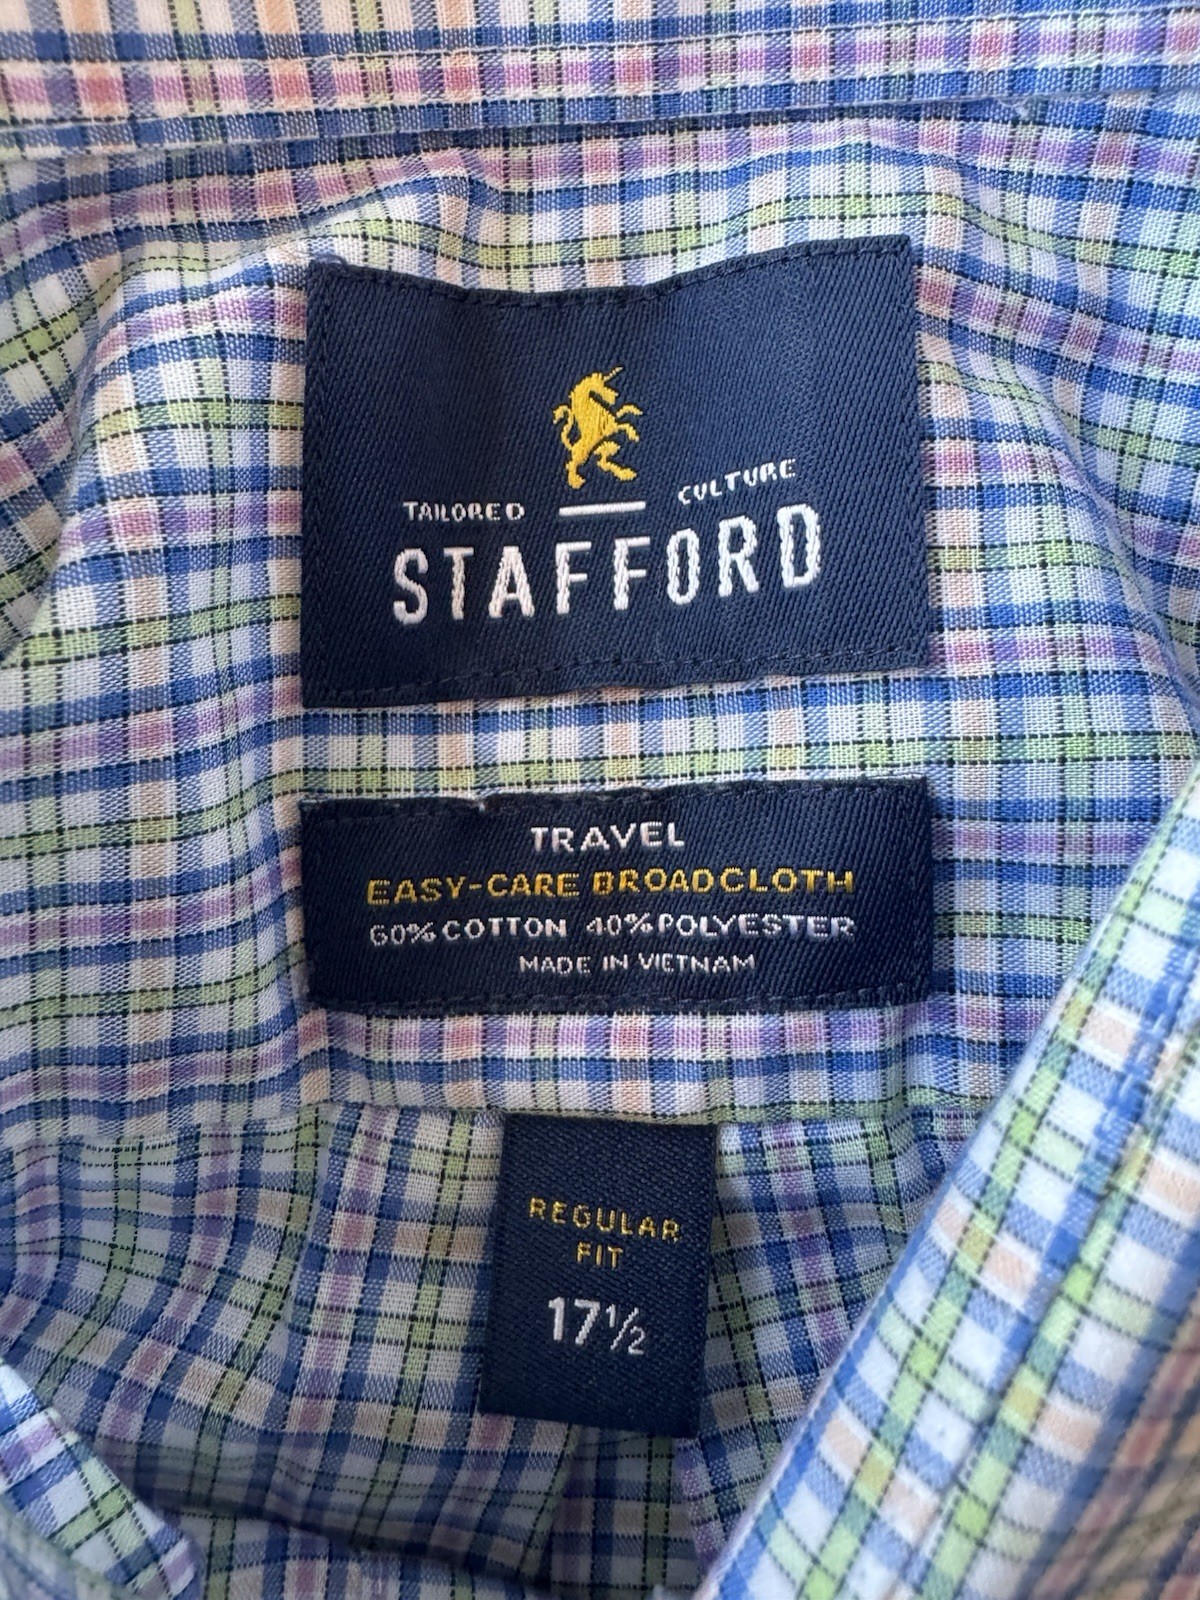 TAILORED CULTURE
STAFFORD
TRAVEL
EASY-CARE BROADCLOTH
60% COTTON 40% POLYESTER
MADE IN VIETNAM
REGULAR
FIT
17½